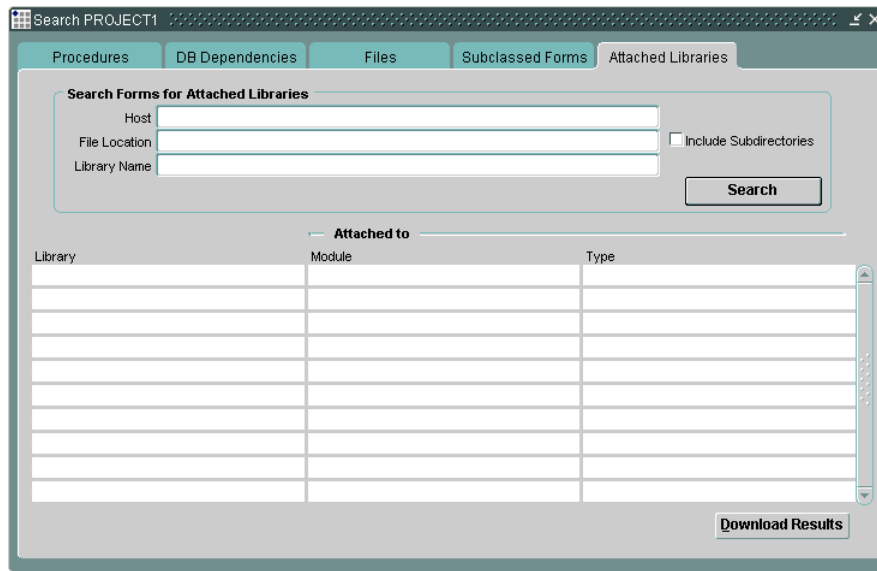 Search PROJECT1
Procedures DB Dependencies Files Subclassed Forms Attached Libraries
Search Forms for Attached Libraries
Host
File Location Include Subdirectories
Library Name
Search
Attached to
Library Module Type
Download Results